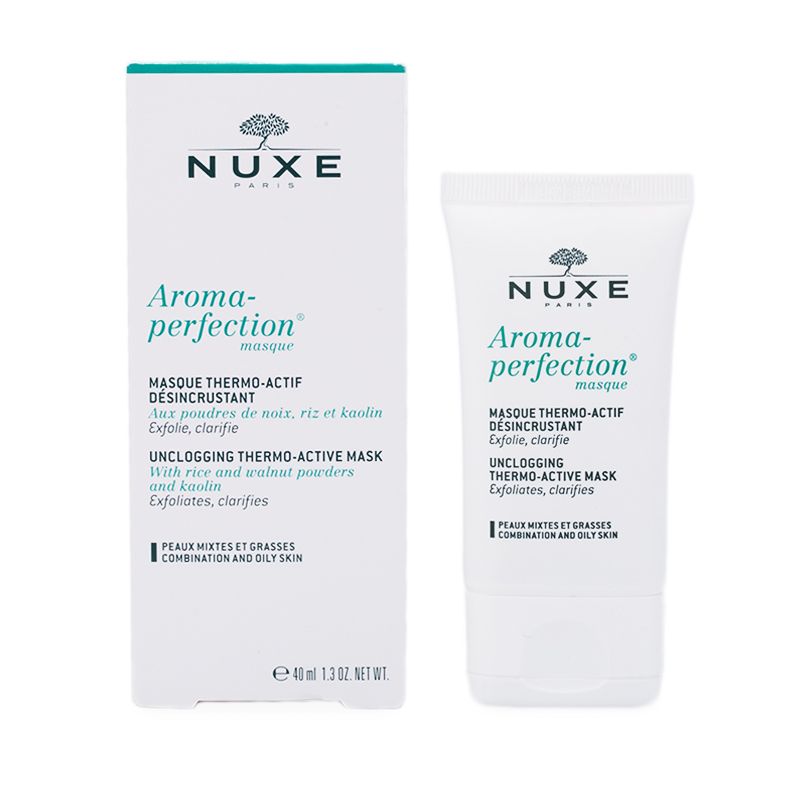 NUXE
PARIS
Aroma-
perfection®
masque
MASQUE THERMO-ACTIF
DÉSINCRUSTANT
Aux poudres de noix, riz et kaolin
Exfolie, clarifie
UNCLOGGING THERMO-ACTIVE MASK
With rice and walnut powders
and kaolin
Exfoliates, clarifies
PEAUX MIXTES ET GRASSES
COMBINATION AND OILY SKIN
℮ 40 ml 1.3 OZ. NET WT.
NUXE
PARIS
Aroma-
perfection®
masque
MASQUE THERMO-ACTIF
DÉSINCRUSTANT
Exfolie, clarifie
UNCLOGGING
THERMO-ACTIVE MASK
Exfoliates, clarifies
PEAUX MIXTES ET GRASSES
COMBINATION AND OILY SKIN